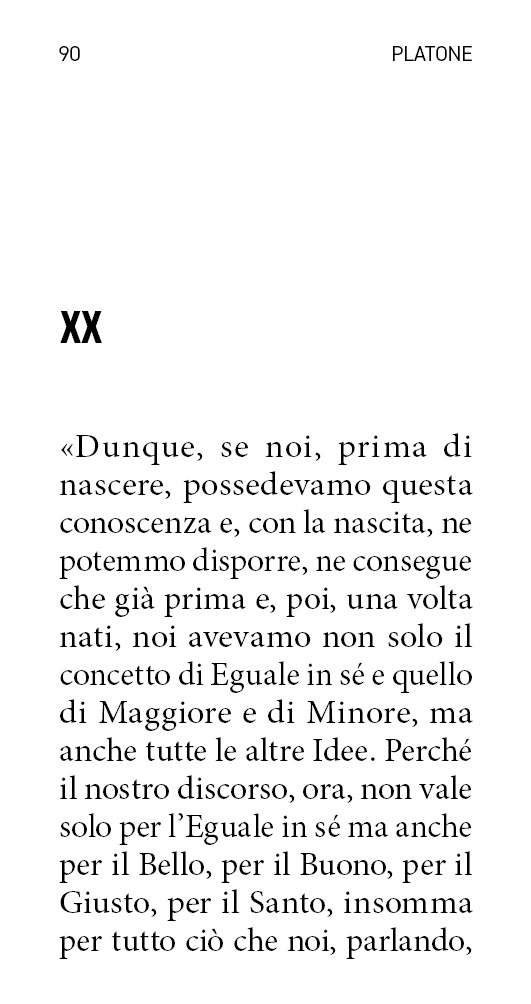 90 PLATONE
XX
«Dunque, se noi, prima di
nascere, possedevamo questa
conoscenza e, con la nascita, ne
potemmo disporre, ne consegue
che già prima e, poi, una volta
nati, noi avevamo non solo il
concetto di Eguale in sé e quello
di Maggiore e di Minore, ma
anche tutte le altre Idee. Perché
il nostro discorso, ora, non vale
solo per l’Eguale in sé ma anche
per il Bello, per il Buono, per il
Giusto, per il Santo, insomma
per tutto ciò che noi, parlando,